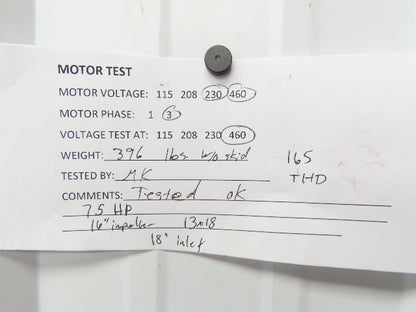 MOTOR TEST
MOTOR VOLTAGE: 115 208 230 460
MOTOR PHASE: 1 3
VOLTAGE TEST AT: 115 208 230 460
WEIGHT: 396 lbs w/o skid
165
TESTED BY: MK
THD
COMMENTS: Tested ok
7.5 HP
16" impeller 13x18
18" inlet